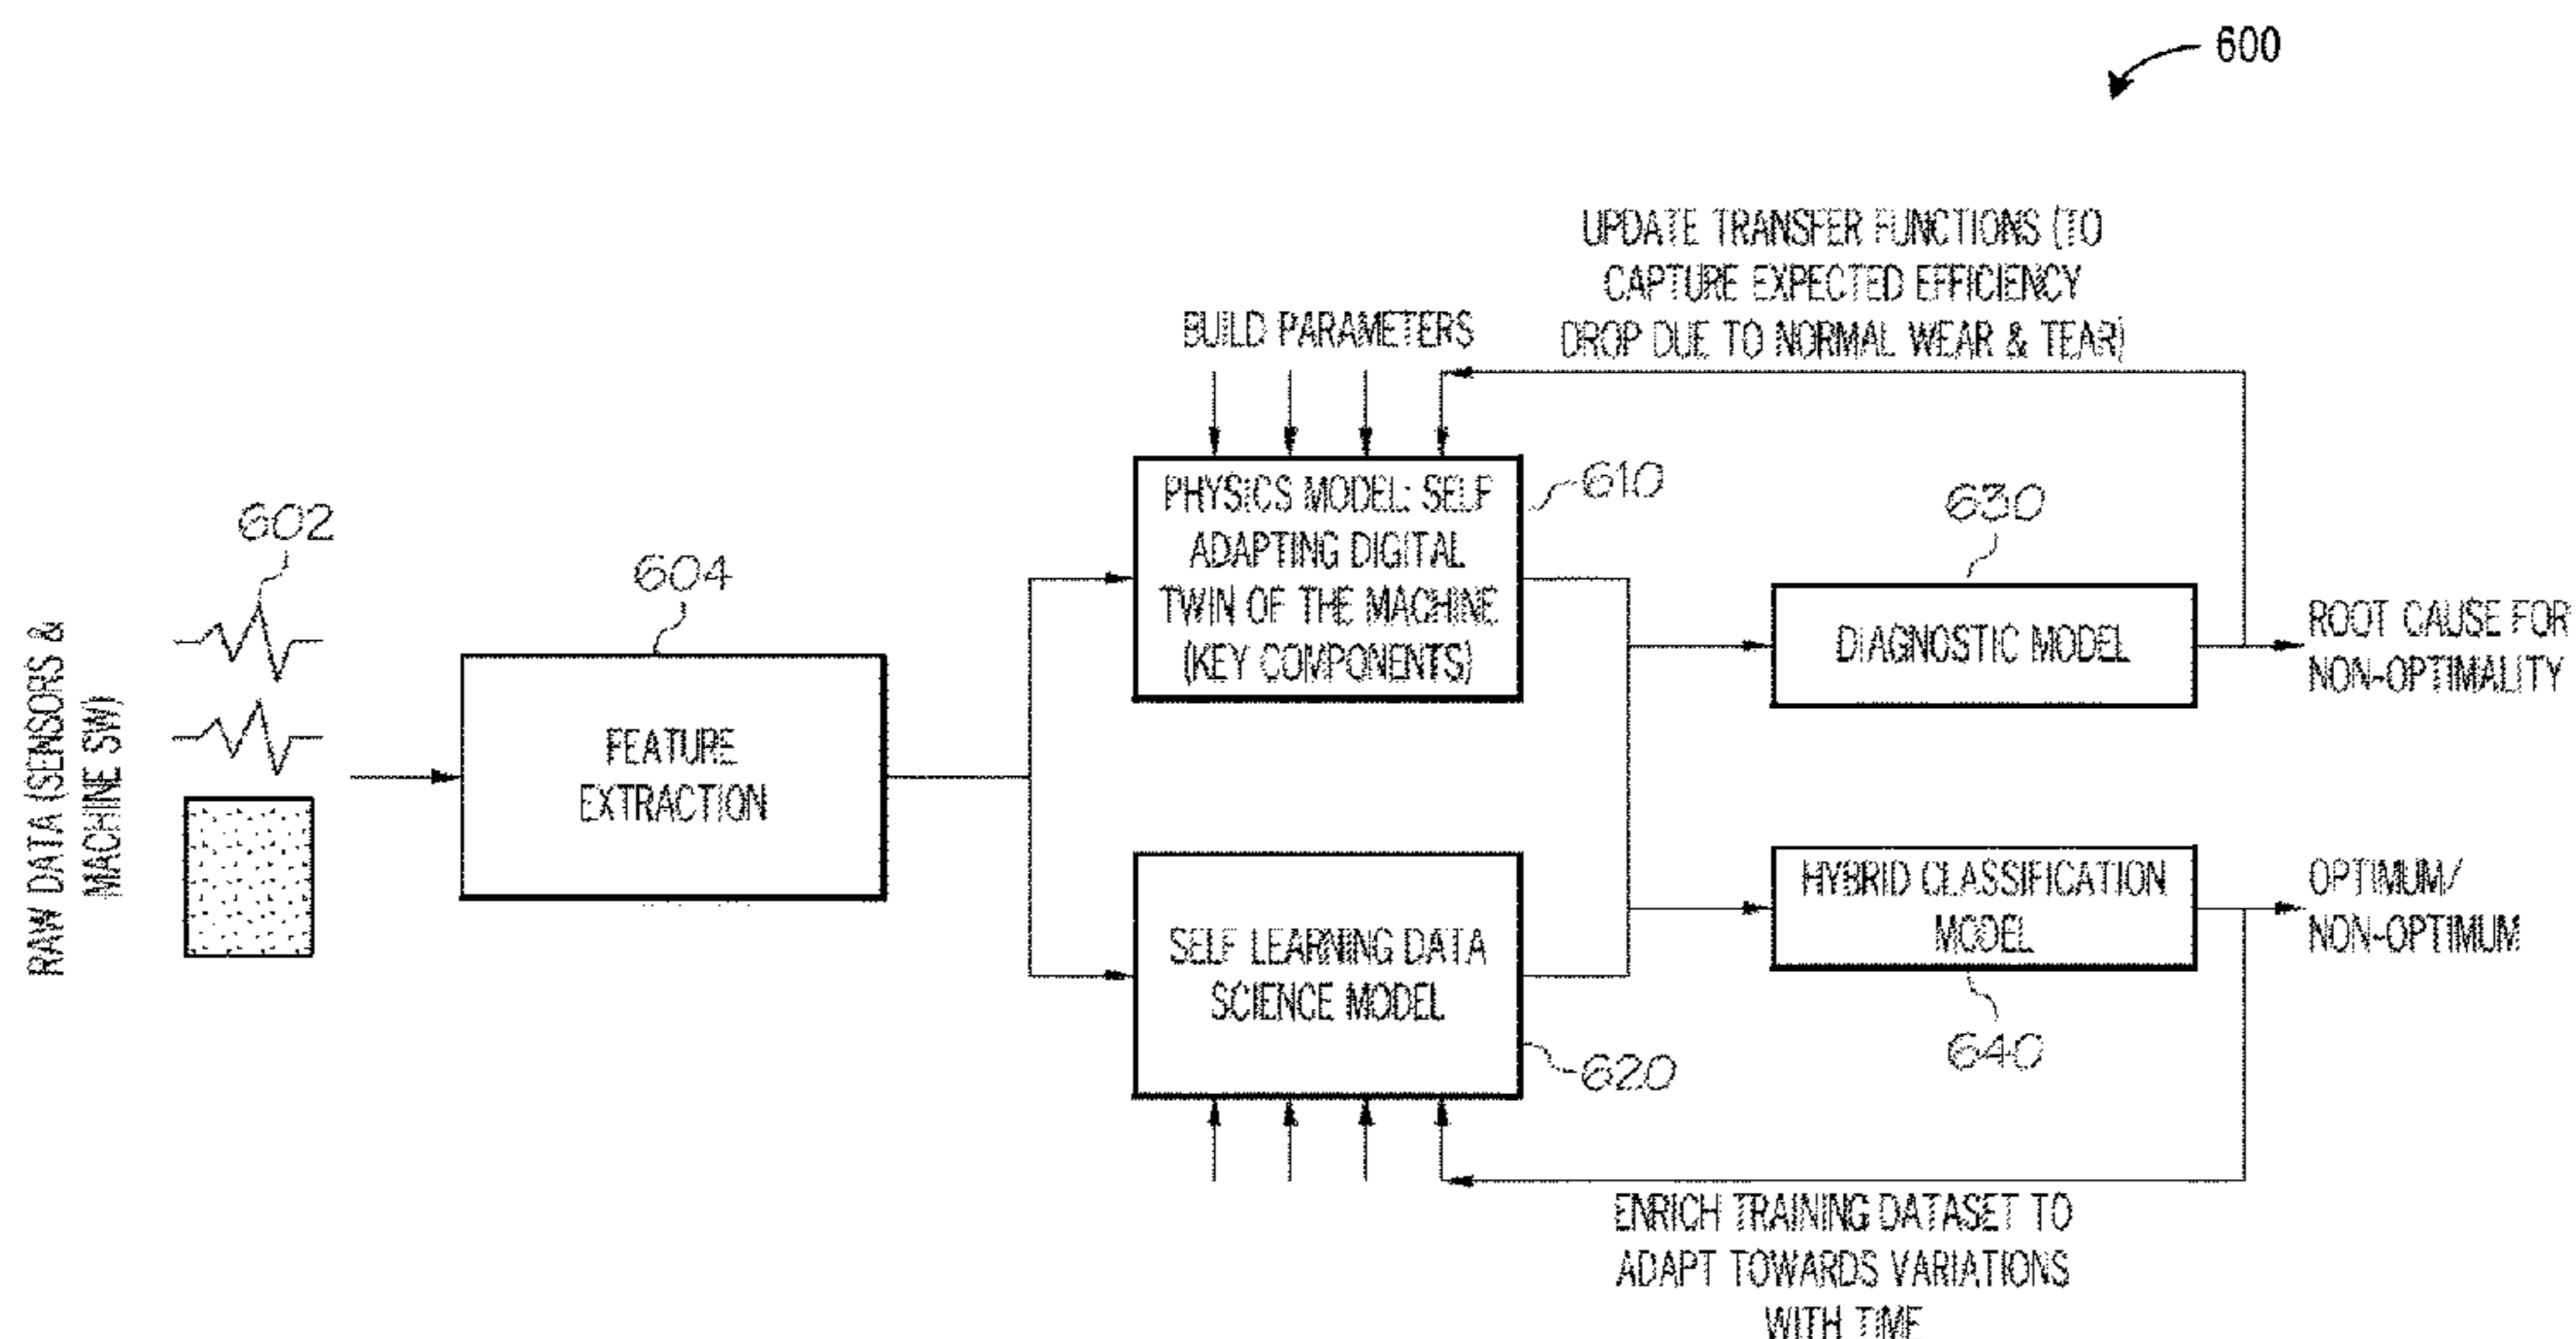 600
UPDATE TRANSFER FUNCTIONS (TO
CAPTURE EXPECTED EFFICIENCY
DROP DUE TO NORMAL WEAR & TEAR)
BUILD PARAMETERS
RAW DATA (SENSORS &
MACHINE SW)
602
604
FEATURE
EXTRACTION
PHYSICS MODEL: SELF
ADAPTING DIGITAL
TWIN OF THE MACHINE
(KEY COMPONENTS)
610
630
DIAGNOSTIC MODEL
ROOT CAUSE FOR
NON-OPTIMALITY
SELF LEARNING DATA
SCIENCE MODEL
620
HYBRID CLASSIFICATION
MODEL
640
OPTIMUM/
NON-OPTIMUM
ENRICH TRAINING DATASET TO
ADAPT TOWARDS VARIATIONS
WITH TIME